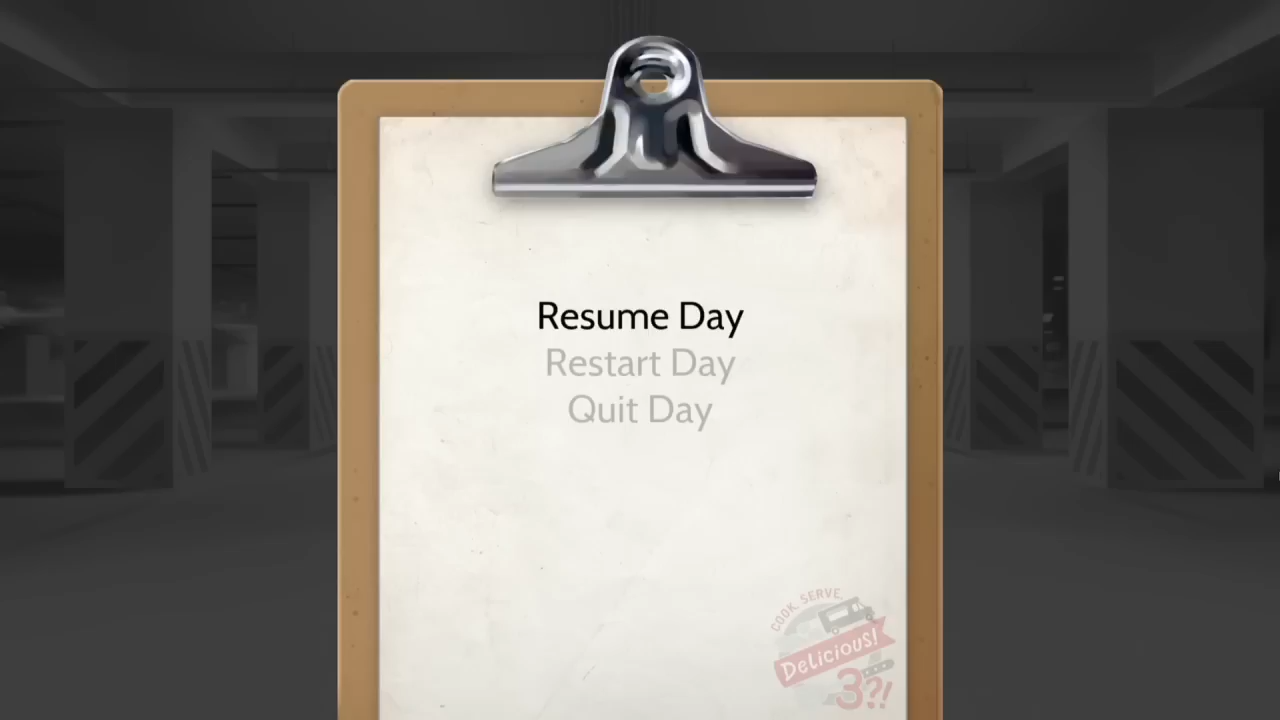 Resume Day
Restart Day
Quit Day
COOK, SERVE,
Delicious!
3?!